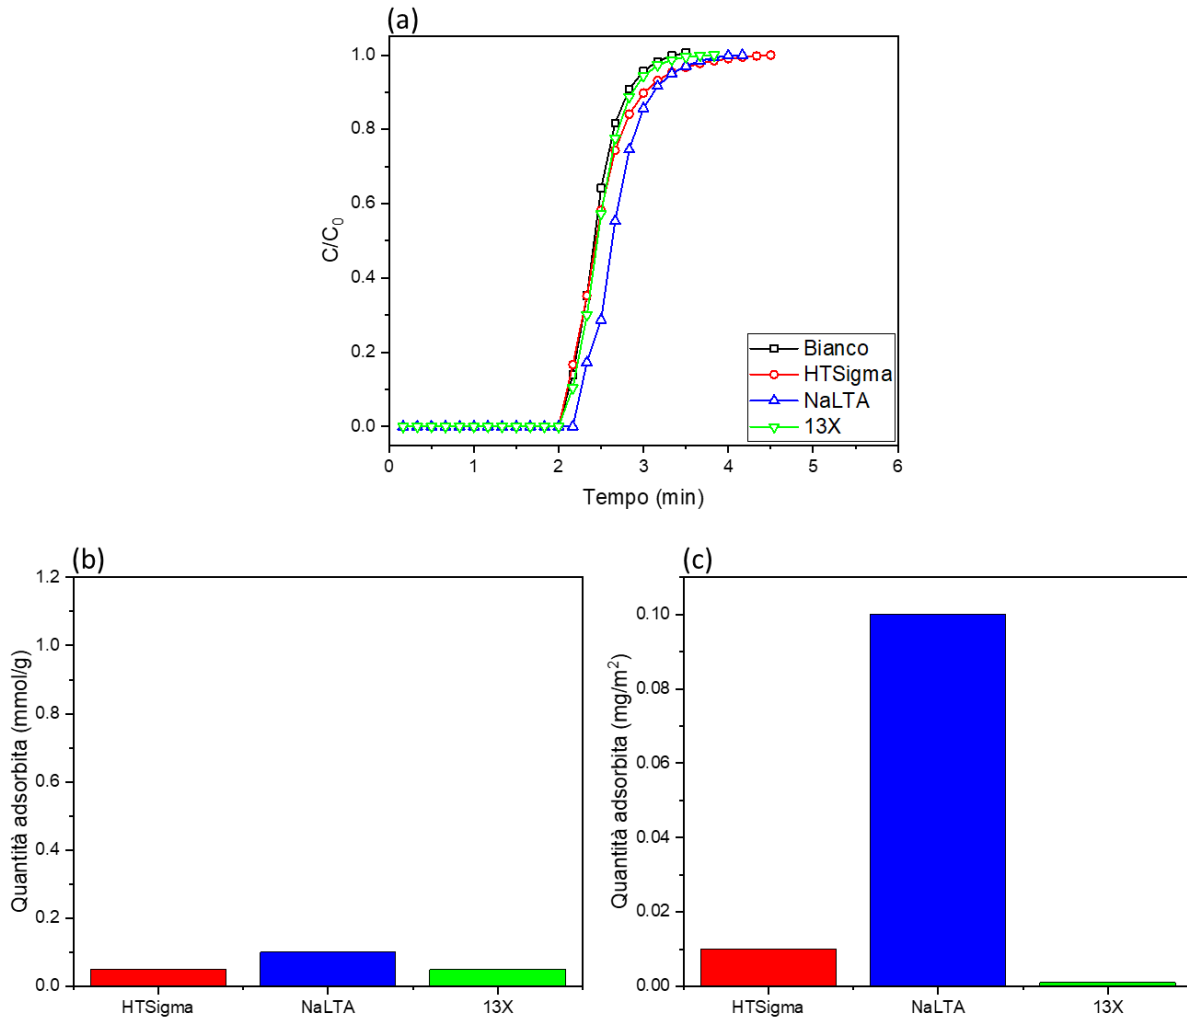 (a)
C/C0
1.0
0.8
0.6
0.4
0.2
0.0
0 1 2 3 4 5 6
Tempo (min)
Bianco
HTSigma
NaLTA
13X
(b)
Quantità adsorbita (mmol/g)
1.2
1.0
0.8
0.6
0.4
0.2
0.0
HTSigma NaLTA 13X
(c)
Quantità adsorbita (mg/m²)
0.10
0.08
0.06
0.04
0.02
0.00
HTSigma NaLTA 13X